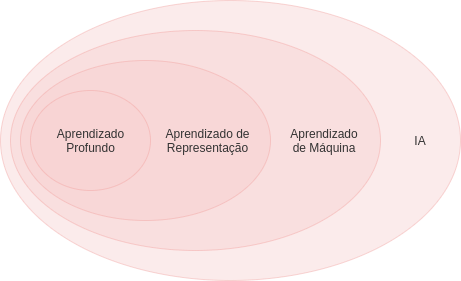 Aprendizado
Profundo
Aprendizado de
Representação
Aprendizado
de Máquina
IA